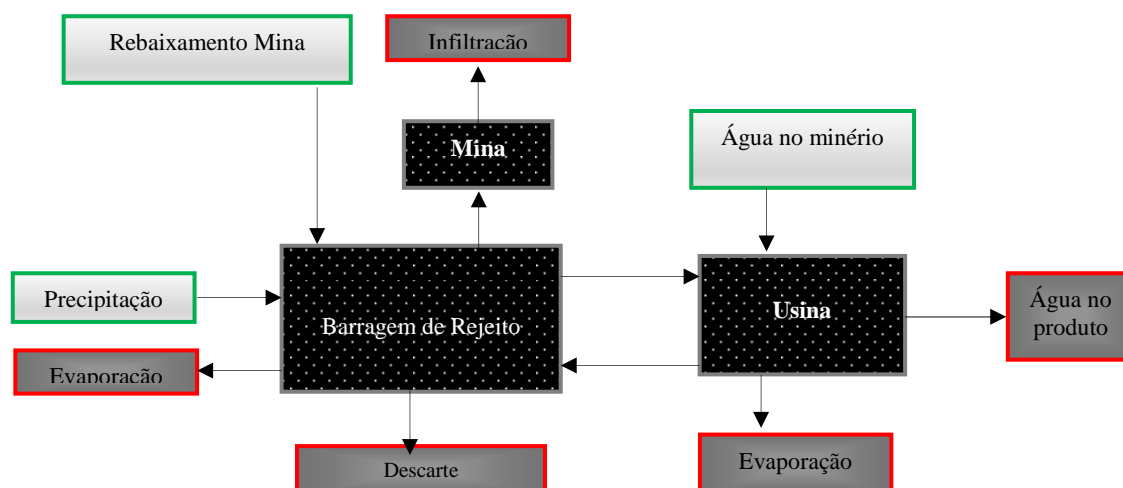 Rebaixamento Mina
Infiltração
Mina
Água no minério
Precipitação
Barragem de Rejeito
Usina
Água no
produto
Evaporação
Descarte
Evaporação